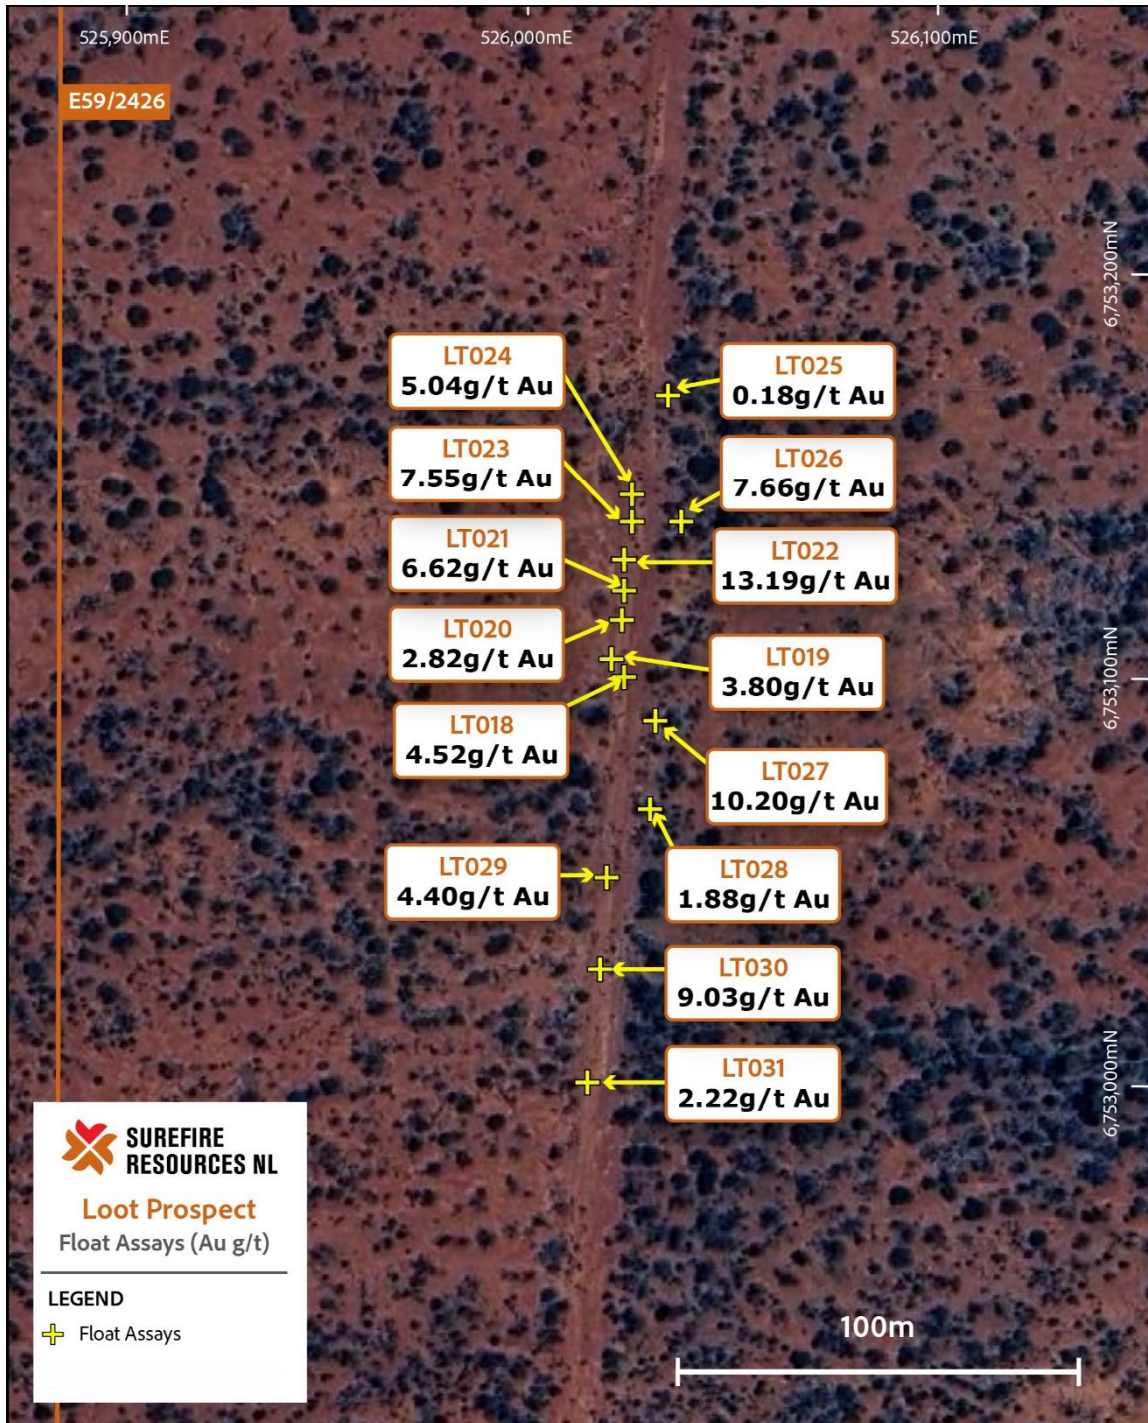 525,900mE
526,000mE
526,100mE
E59/2426
6,753,200mN
LT024
5.04g/t Au
LT025
0.18g/t Au
LT023
7.55g/t Au
LT026
7.66g/t Au
LT021
6.62g/t Au
LT022
13.19g/t Au
LT020
2.82g/t Au
LT019
3.80g/t Au
6,753,100mN
LT018
4.52g/t Au
LT027
10.20g/t Au
LT029
4.40g/t Au
LT028
1.88g/t Au
LT030
9.03g/t Au
LT031
2.22g/t Au
6,753,000mN
SUREFIRE
RESOURCES NL
Loot Prospect
Float Assays (Au g/t)
LEGEND
Float Assays
100m